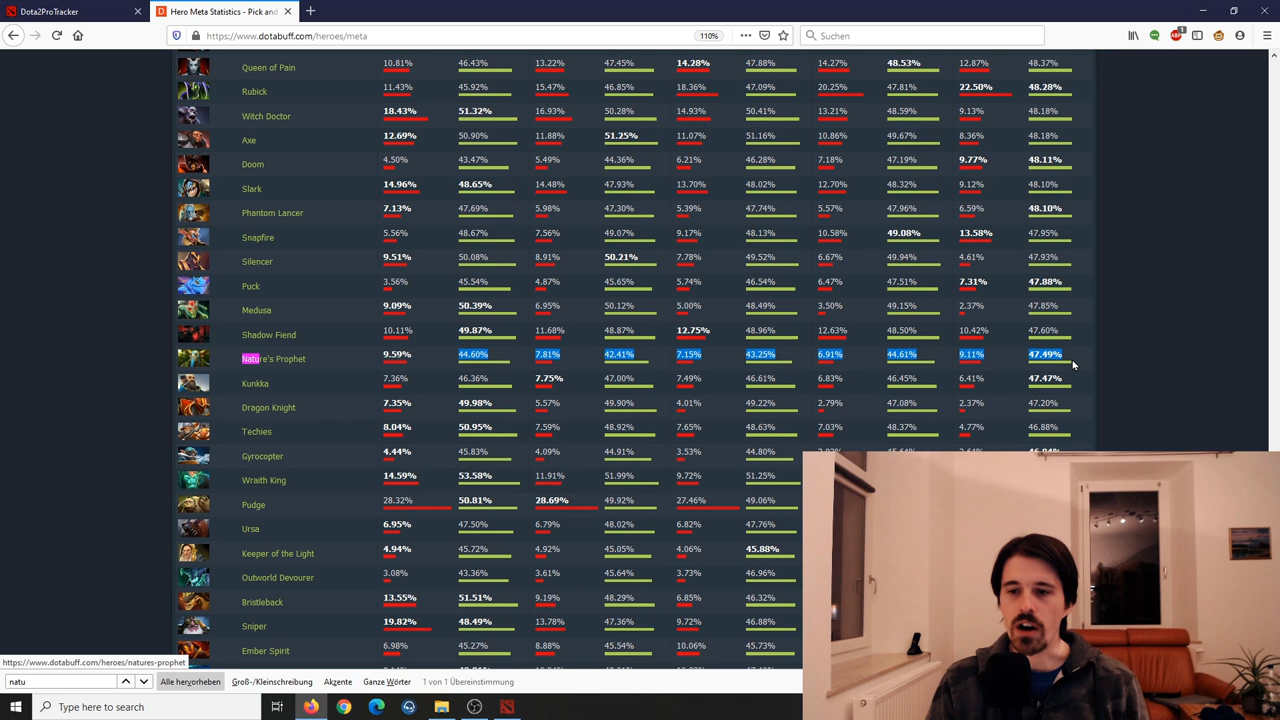 Dota2ProTracker
Hero Meta Statistics - Pick and
https://www.dotabuff.com/heroes/meta
110%
Suchen
1
Queen of Pain 10.81% 46.43% 13.22% 47.45% 14.28% 47.88% 14.27% 48.53% 12.87% 48.37%
Rubick 11.43% 45.92% 15.47% 46.85% 18.36% 47.09% 20.25% 47.81% 22.50% 48.28%
Witch Doctor 18.43% 51.32% 16.93% 50.28% 14.93% 50.41% 13.21% 48.59% 9.13% 48.18%
Axe 12.69% 50.90% 11.88% 51.25% 11.07% 51.16% 10.86% 49.67% 8.36% 48.18%
Doom 4.50% 43.47% 5.49% 44.36% 6.21% 46.28% 7.18% 47.19% 9.77% 48.11%
Slark 14.96% 48.65% 14.48% 47.93% 13.70% 48.02% 12.70% 48.32% 9.12% 48.10%
Phantom Lancer 7.13% 47.69% 5.98% 47.30% 5.39% 47.74% 5.57% 47.96% 6.59% 48.10%
Snapfire 5.56% 48.67% 7.56% 49.07% 9.17% 48.13% 10.58% 49.08% 13.58% 47.95%
Silencer 9.51% 50.08% 8.91% 50.21% 7.78% 49.52% 6.67% 49.94% 4.61% 47.93%
Puck 3.56% 45.54% 4.87% 45.65% 5.74% 46.54% 6.47% 47.51% 7.31% 47.88%
Medusa 9.09% 50.39% 6.95% 50.12% 5.00% 48.49% 3.50% 49.15% 2.37% 47.85%
Shadow Fiend 10.11% 49.87% 11.68% 48.87% 12.75% 48.96% 12.63% 48.50% 10.42% 47.60%
Nature's Prophet 9.59% 44.60% 7.81% 42.41% 7.15% 43.25% 6.91% 44.61% 9.11% 47.49%
Kunkka 7.36% 46.36% 7.75% 47.00% 7.49% 46.61% 6.83% 46.45% 6.41% 47.47%
Dragon Knight 7.35% 49.98% 5.57% 49.90% 4.01% 49.22% 2.79% 47.08% 2.37% 47.20%
Techies 8.04% 50.95% 7.59% 48.92% 7.65% 48.63% 7.03% 48.37% 4.77% 46.88%
Gyrocopter 4.44% 45.83% 4.09% 44.91% 3.53% 44.80%
Wraith King 14.59% 53.58% 11.91% 51.99% 9.72% 51.25%
Pudge 28.32% 50.81% 28.69% 49.92% 27.46% 49.06%
Ursa 6.95% 47.50% 6.79% 48.02% 6.82% 47.76%
Keeper of the Light 4.94% 45.72% 4.92% 45.05% 4.06% 45.88%
Outworld Devourer 3.08% 43.36% 3.61% 45.64% 3.73% 46.96%
Bristleback 13.55% 51.51% 9.19% 48.29% 6.85% 46.32%
Sniper 19.82% 48.49% 13.78% 47.36% 9.72% 46.88%
Ember Spirit 6.98% 45.27% 8.88% 45.54% 10.06% 45.73%
https://www.dotabuff.com/heroes/natures-prophet
natu
Alle hervorheben Groß-/Kleinschreibung Akzente Ganze Wörter 1 von 1 Übereinstimmung
Type here to search